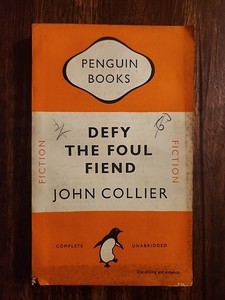 PENGUIN
BOOKS
DEFY
THE FOUL
FIEND
FICTION
FICTION
JOHN COLLIER
COMPLETE
UNABRIDGED